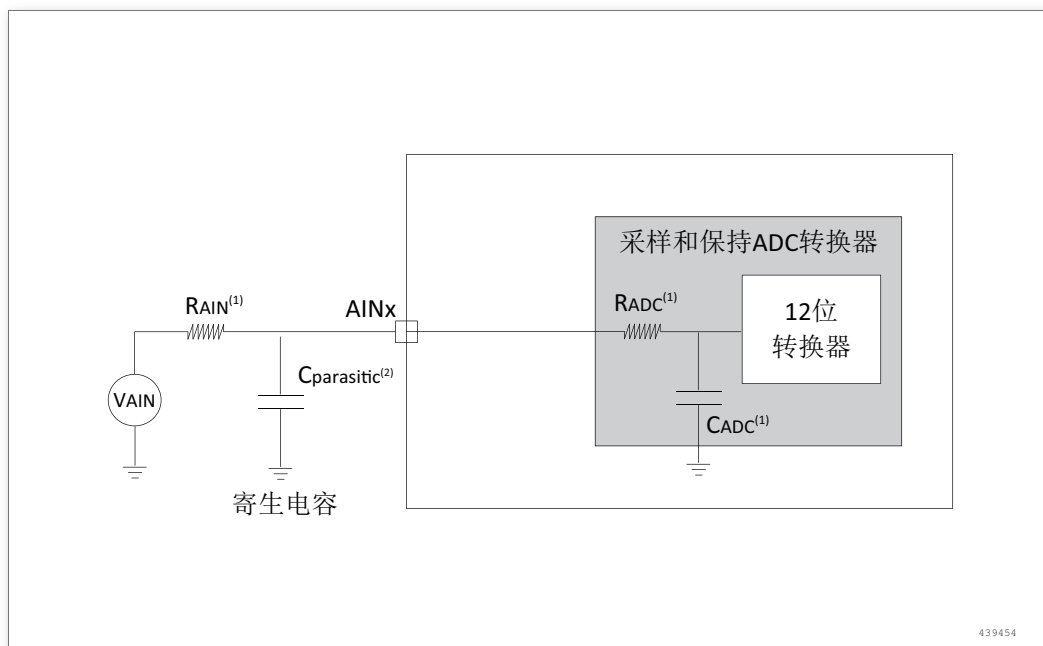 采样和保持ADC转换器
RAIN(1)
AINx
RADC(1)
12位
转换器
VAIN
Cparasitic(2)
CADC(1)
寄生电容
439454